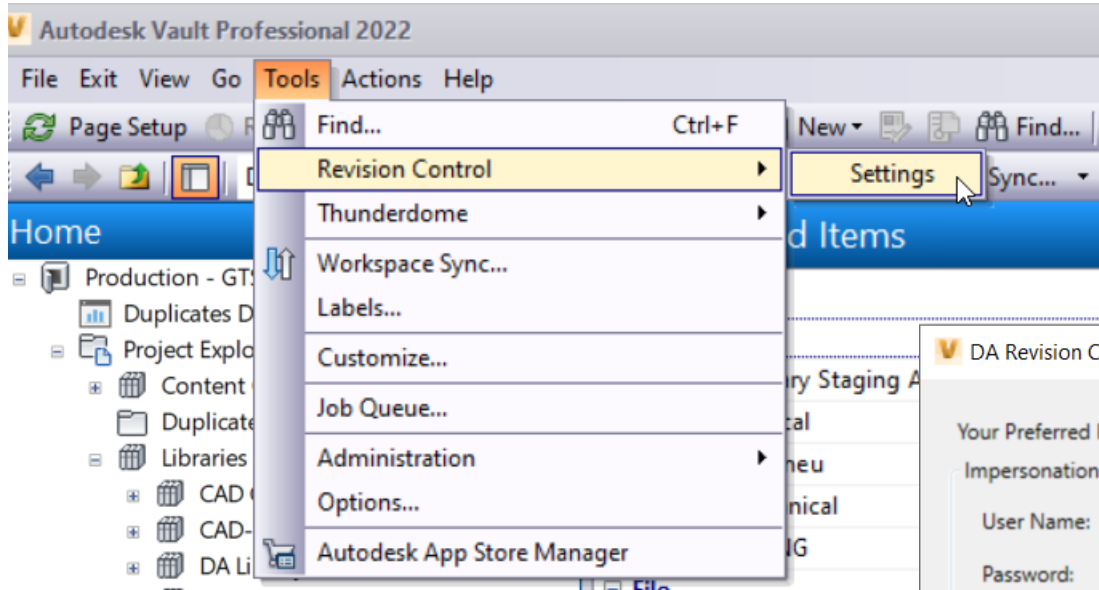 Autodesk Vault Professional 2022
File Exit View Go Tools Actions Help
Page Setup New Find...
Find... Ctrl+F
Revision Control Settings Sync...
Thunderdome
Home d Items
Workspace Sync...
Production - GTS
Labels...
Duplicates D
Project Explo
Customize...
DA Revision C
Content ary Staging A
Job Queue...
Duplicate cal
Your Preferred
Libraries
Administration
neu
Impersonation
CAD
Options...
nical
User Name:
CAD-
Autodesk App Store Manager
NG
DA Li
Password:
File